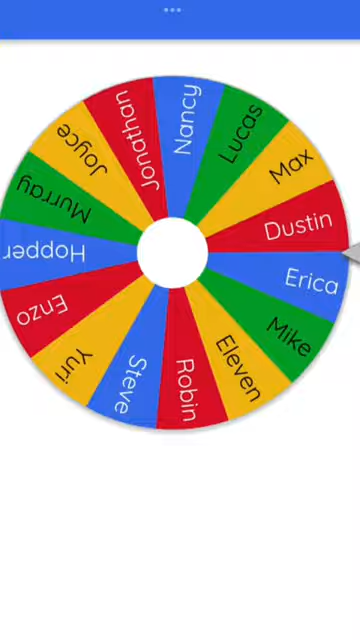 Nancy
Lucas
Max
Dustin
Erica
Mike
Eleven
Robin
Steve
Yuri
Enzo
Hopper
Murray
Joyce
Jonathan